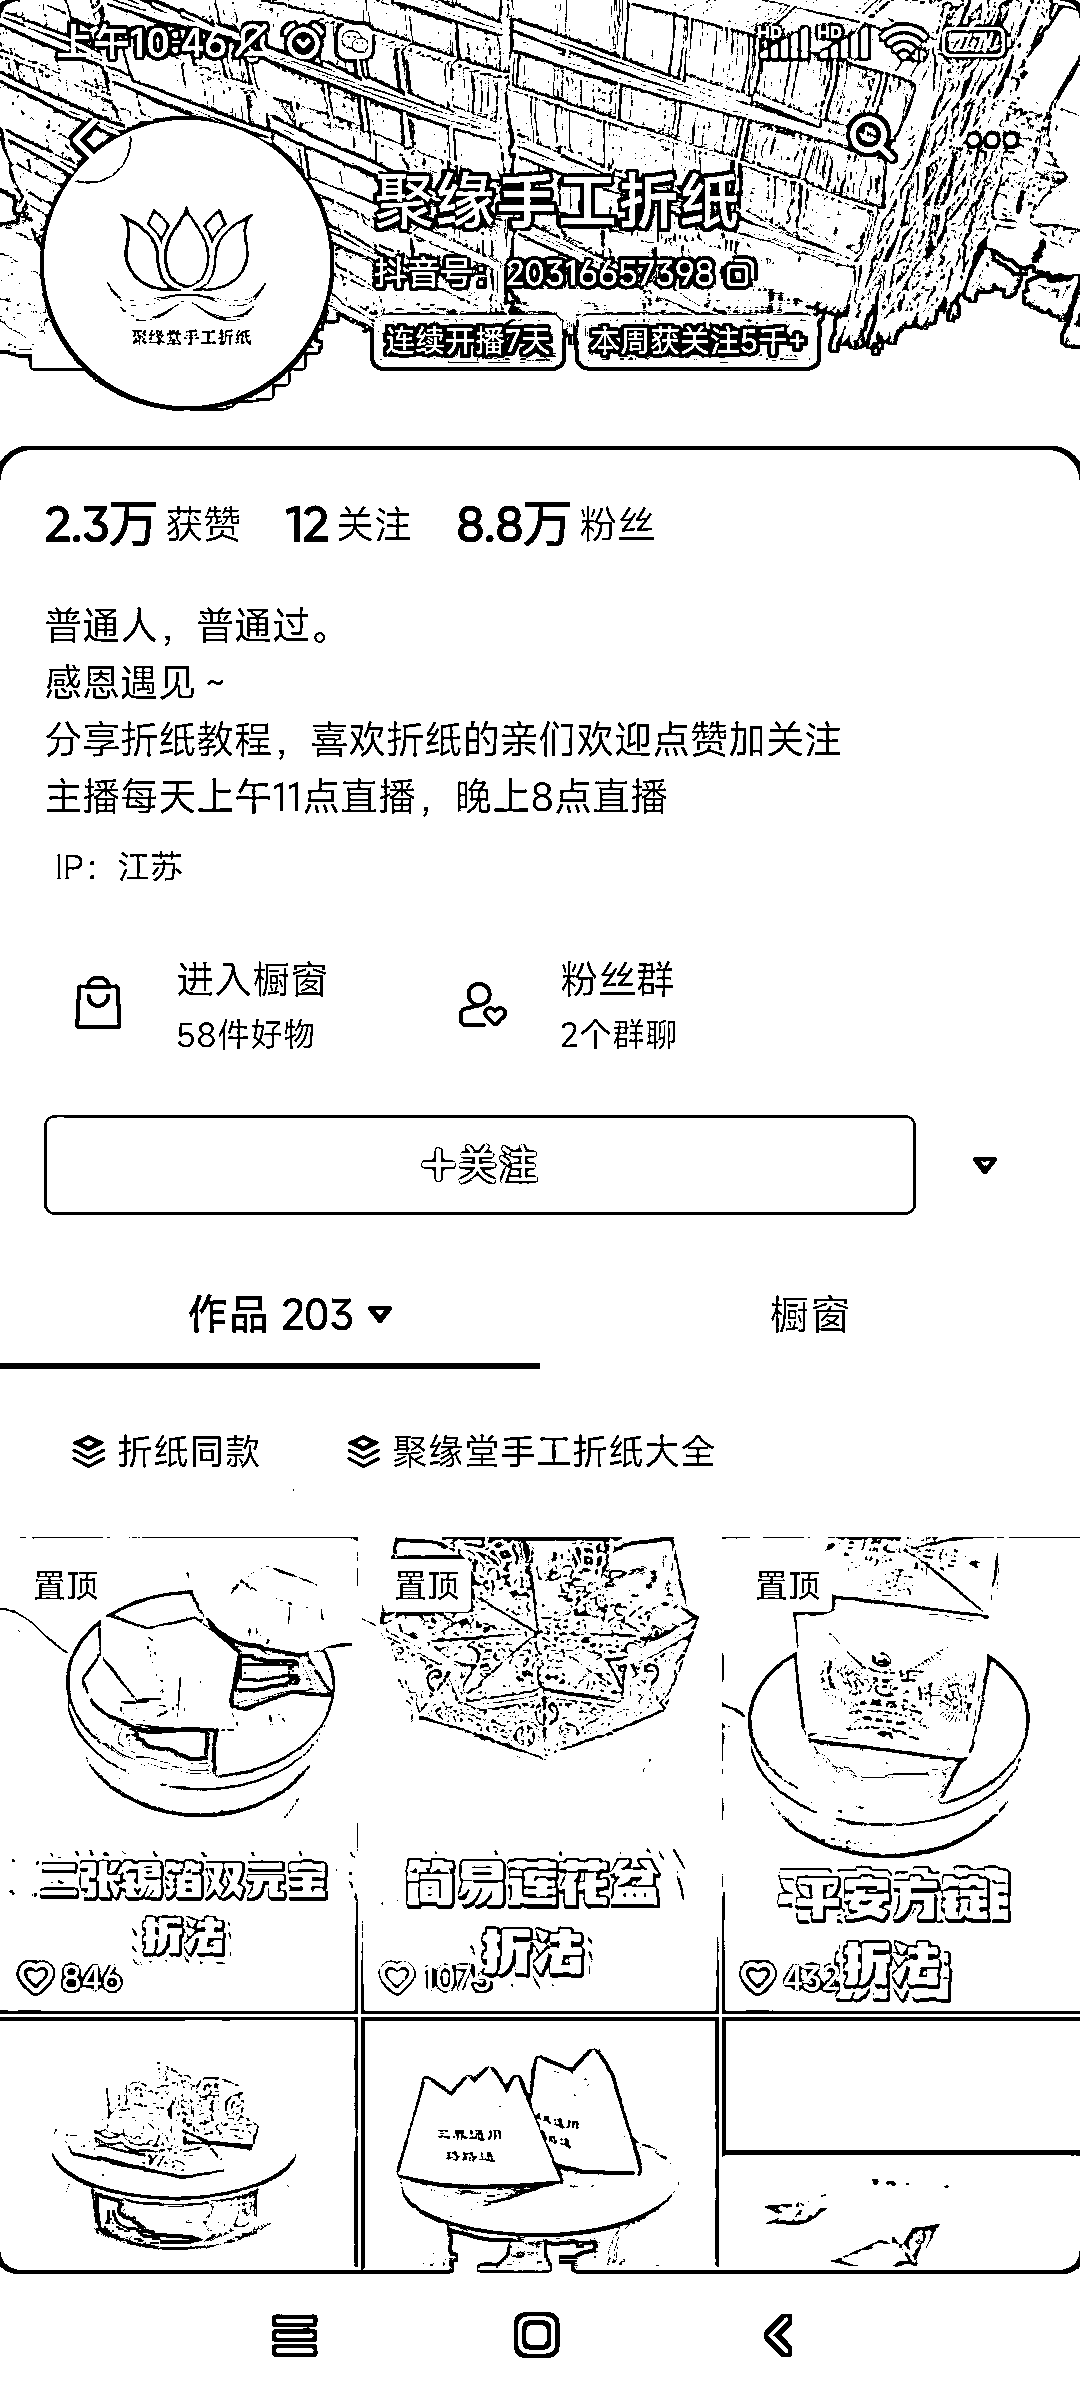 上午10:46
聚缘手工折纸
抖音号：20316657398
连续开播7天
本周获关注5千+
聚缘堂手工折纸
2.3万 获赞 12 关注 8.8万 粉丝
普通人，普通过。
感恩遇见 ~
分享折纸教程，喜欢折纸的亲们欢迎点赞加关注
主播每天上午11点直播，晚上8点直播
IP：江苏
进入橱窗
58件好物
粉丝群
2个群聊
+关注
作品 203
橱窗
折纸同款
聚缘堂手工折纸大全
置顶
二张锡箔双元宝
折法
846
置顶
简易莲花盆
折法
1075
置顶
平安方锭
折法
432
三界通用
路路通